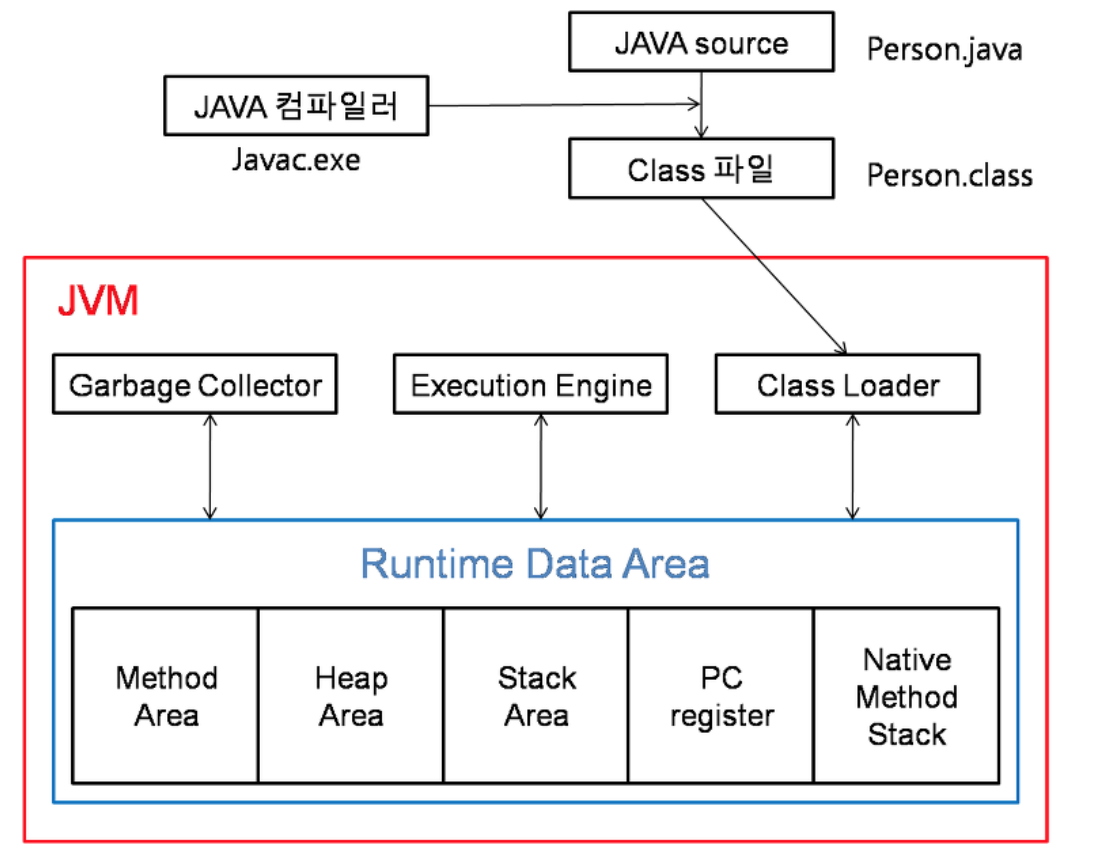 JAVA source
Person.java
JAVA 컴파일러
Javac.exe
Class 파일
Person.class
JVM
Garbage Collector
Execution Engine
Class Loader
Runtime Data Area
Method
Area
Heap
Area
Stack
Area
PC
register
Native
Method
Stack